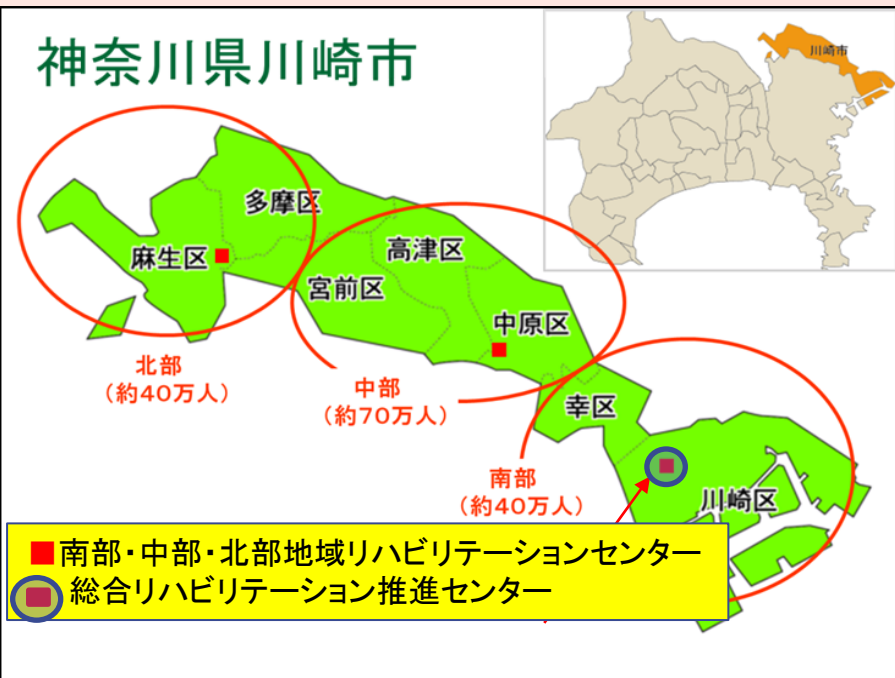 神奈川県川崎市
川崎市
多摩区
麻生区
高津区
宮前区
中原区
北部
（約40万人）
中部
（約70万人）
幸区
南部
（約40万人）
川崎区
■南部・中部・北部地域リハビリテーションセンター
総合リハビリテーション推進センター